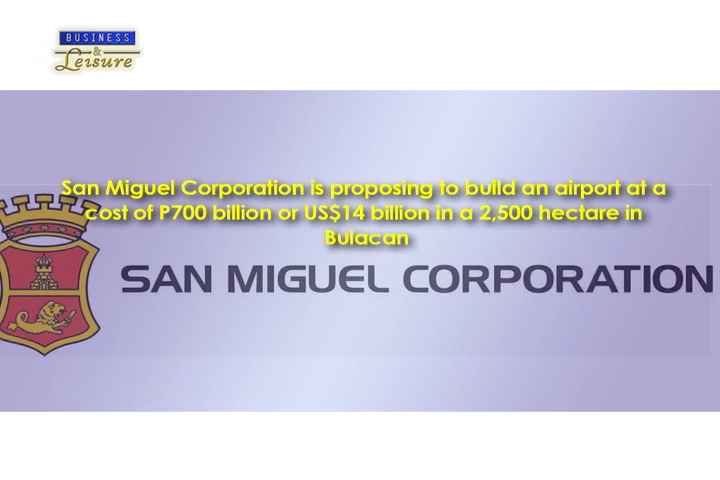 BUSINESS
&
Leisure
San Miguel Corporation is proposing to build an airport at a
cost of P700 billion or US$14 billion in a 2,500 hectare in
Bulacan
SAN MIGUEL CORPORATION